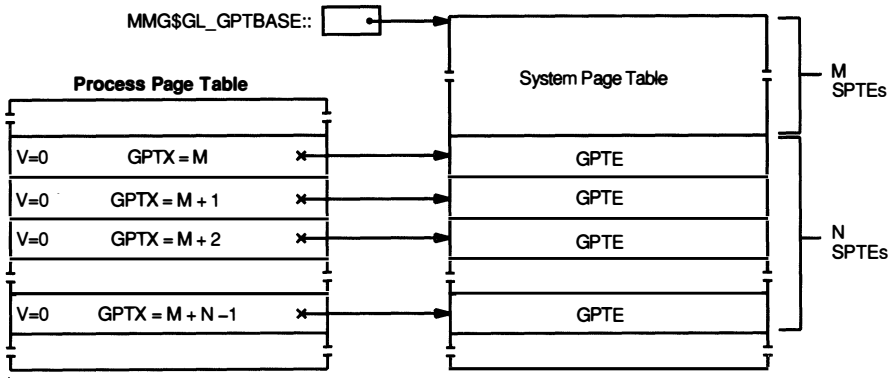 MMG$GL_GPTBASE::
Process Page Table
System Page Table
M
SPTEs
V=0 GPTX = M
GPTE
V=0 GPTX = M + 1
GPTE
V=0 GPTX = M + 2
GPTE
N
SPTEs
V=0 GPTX = M + N –1
GPTE